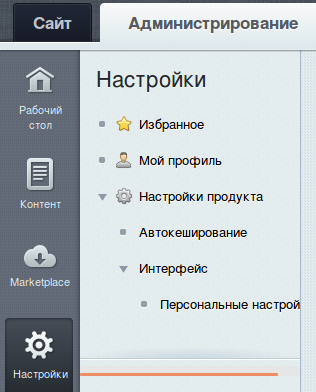 Сайт
Администрирование
Рабочий
стол
Контент
Marketplace
Настройки
Настройки
Избранное
Мой профиль
Настройки продукта
Автокеширование
Интерфейс
Персональные настрой